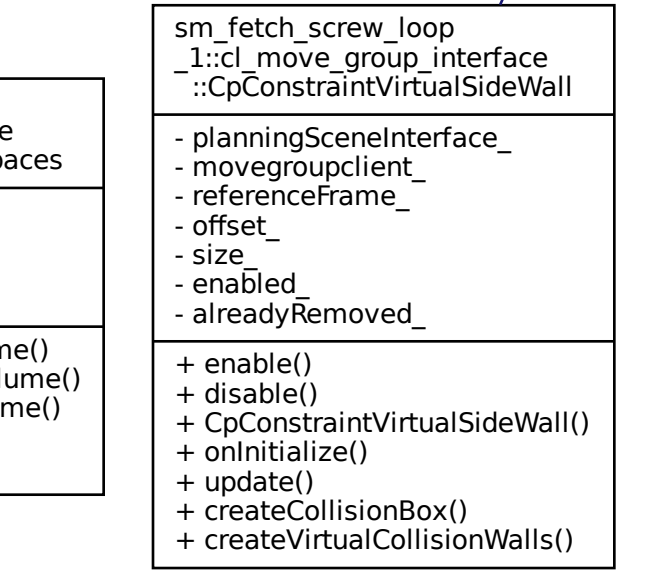 sm_fetch_screw_loop
_1::cl_move_group_interface
::CpConstraintVirtualSideWall
- planningSceneInterface_
- movegroupclient_
- referenceFrame_
- offset_
- size_
- enabled_
- alreadyRemoved_
+ enable()
+ disable()
+ CpConstraintVirtualSideWall()
+ onInitialize()
+ update()
+ createCollisionBox()
+ createVirtualCollisionWalls()